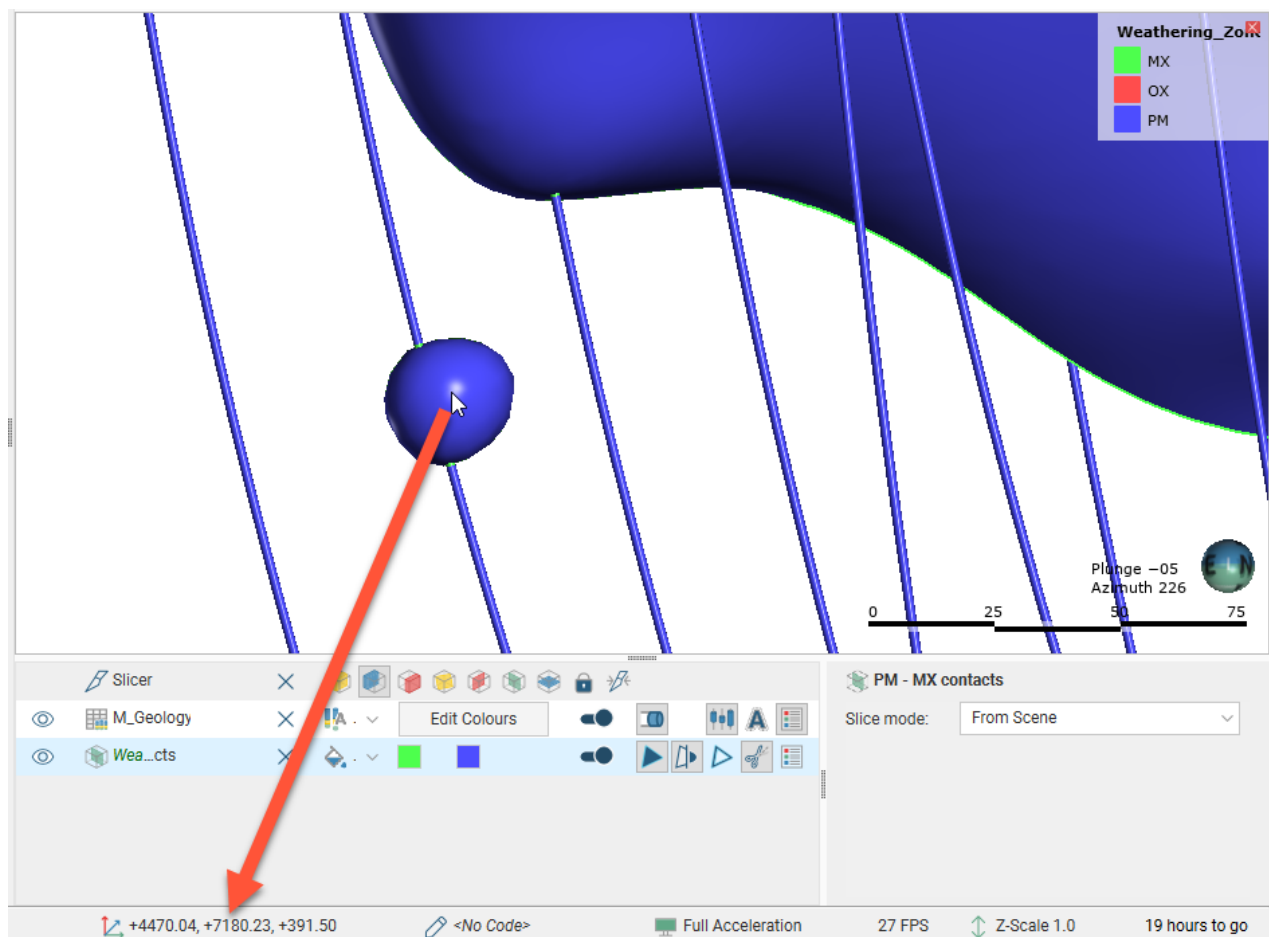 Weathering_Zone
MX
OX
PM
Plunge −05
Azimuth 226
0 25 50 75
E N
Slicer
M_Geology
A
Edit Colours
A
Wea...cts
PM - MX contacts
Slice mode: From Scene
+4470.04, +7180.23, +391.50
<No Code>
Full Acceleration
27 FPS
Z-Scale 1.0
19 hours to go